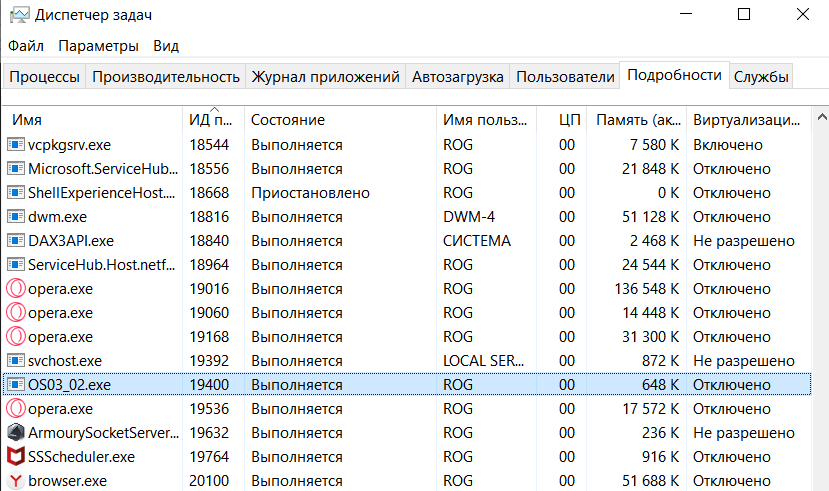 Диспетчер задач
Файл Параметры Вид
Процессы Производительность Журнал приложений Автозагрузка Пользователи Подробности Службы
Имя ИД п... Состояние Имя польз... ЦП Память (ак... Виртуализаци...
vcpkgsrv.exe 18544 Выполняется ROG 00 7 580 K Включено
Microsoft.ServiceHub... 18556 Выполняется ROG 00 21 848 K Отключено
ShellExperienceHost.... 18668 Приостановлено ROG 00 0 K Отключено
dwm.exe 18816 Выполняется DWM-4 00 51 128 K Отключено
DAX3API.exe 18840 Выполняется СИСТЕМА 00 2 468 K Не разрешено
ServiceHub.Host.netf... 18964 Выполняется ROG 00 24 544 K Отключено
opera.exe 19016 Выполняется ROG 00 136 548 K Отключено
opera.exe 19060 Выполняется ROG 00 14 448 K Отключено
opera.exe 19168 Выполняется ROG 00 31 300 K Отключено
svchost.exe 19392 Выполняется LOCAL SER... 00 872 K Не разрешено
OS03_02.exe 19400 Выполняется ROG 00 648 K Отключено
opera.exe 19536 Выполняется ROG 00 17 572 K Отключено
ArmourySocketServer... 19632 Выполняется ROG 00 236 K Не разрешено
SSScheduler.exe 19764 Выполняется ROG 00 916 K Отключено
browser.exe 20100 Выполняется ROG 00 51 688 K Отключено